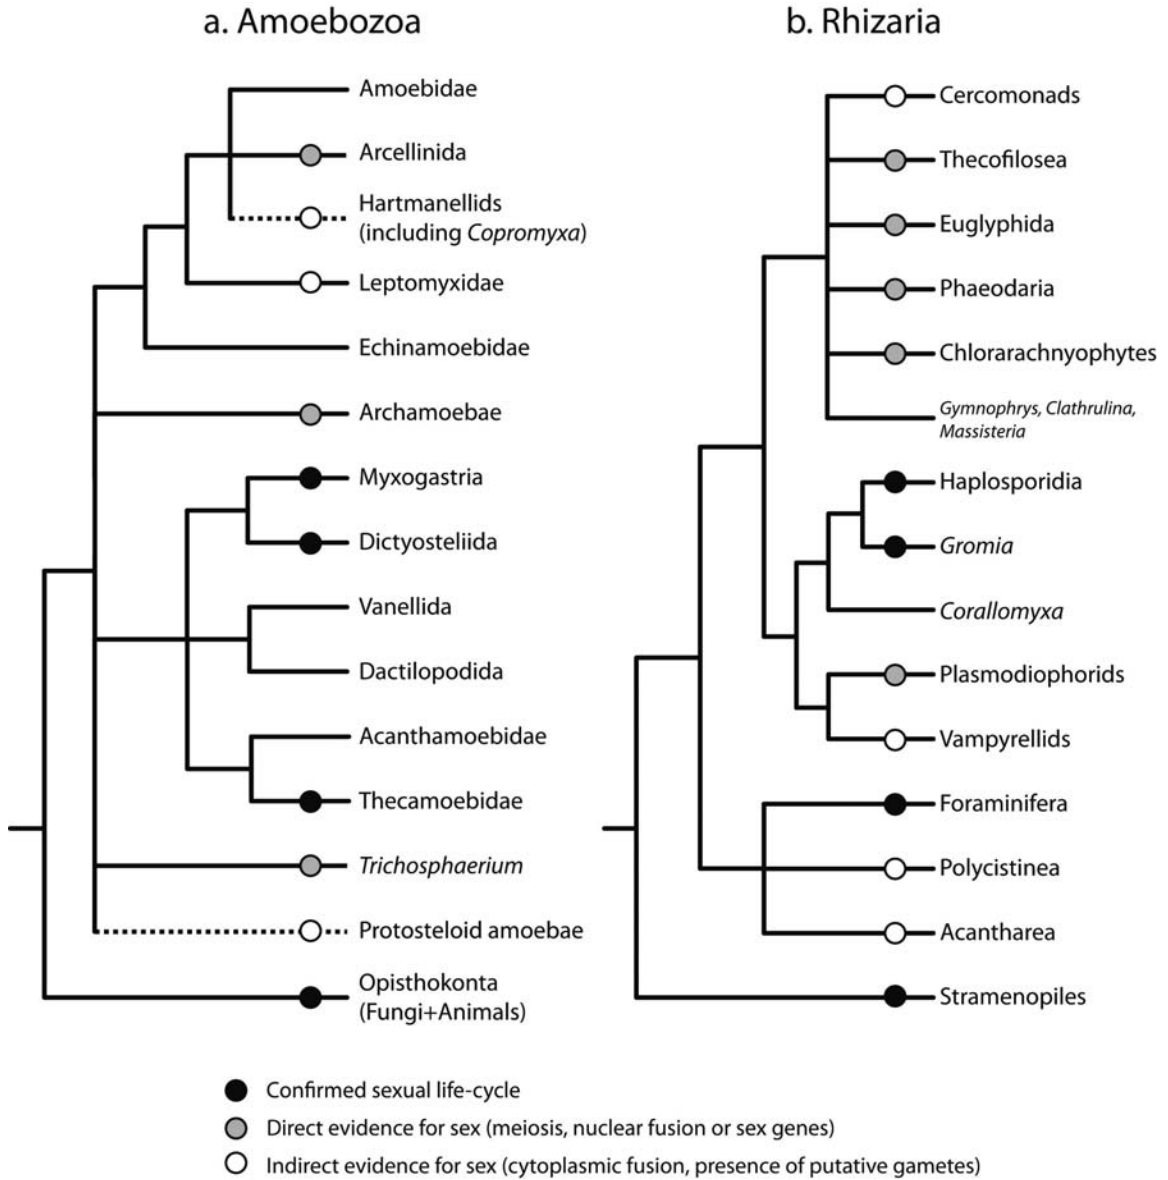 a. Amoebozoa
Amoebidae
Arcellinida
Hartmanellids
(including Copromyxa)
Leptomyxidae
Echinamoebidae
Archamoebae
Myxogastria
Dictyosteliida
Vanellida
Dactilopodida
Acanthamoebidae
Thecamoebidae
Trichosphaerium
Protosteloid amoebae
Opisthokonta
(Fungi+Animals)
b. Rhizaria
Cercomonads
Thecofilosea
Euglyphida
Phaeodaria
Chlorarachnyophytes
Gymnophrys, Clathrulina,
Massisteria
Haplosporidia
Gromia
Corallomyxa
Plasmodiophorids
Vampyrellids
Foraminifera
Polycistinea
Acantharea
Stramenopiles
Confirmed sexual life-cycle
Direct evidence for sex (meiosis, nuclear fusion or sex genes)
Indirect evidence for sex (cytoplasmic fusion, presence of putative gametes)